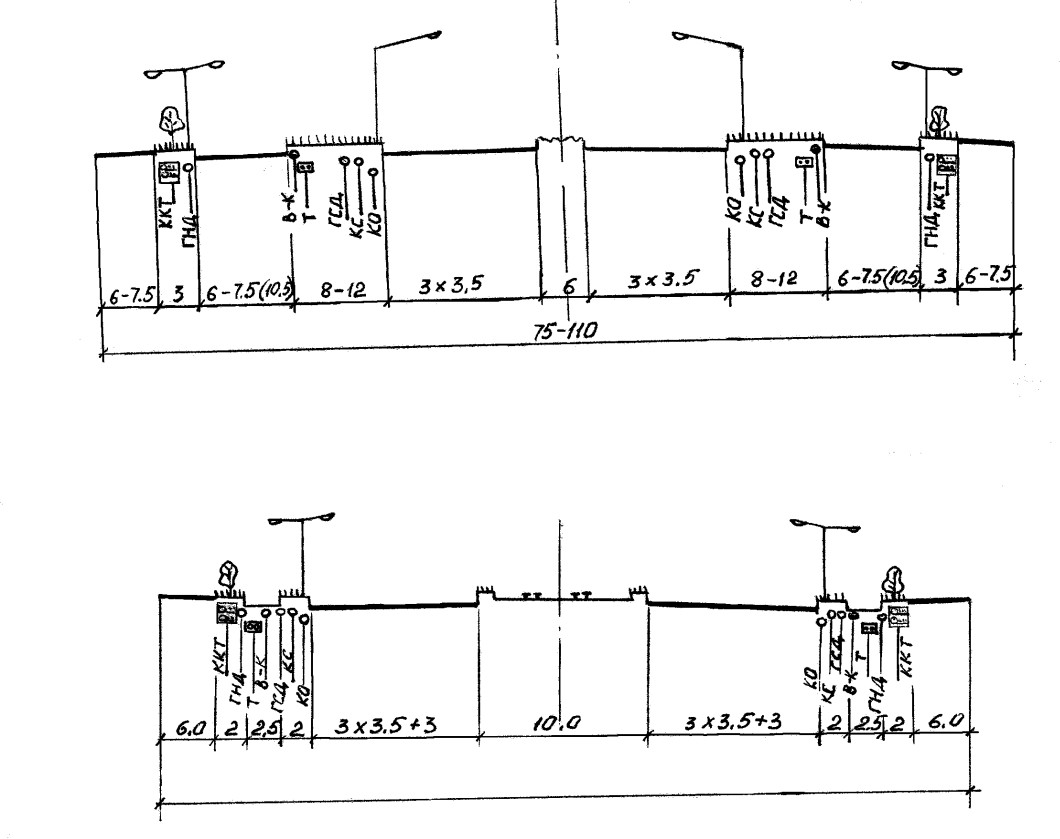 ККТ ГНД В-К Т ГСД КС КО КО КС ГСД Т В-К ГНД ККТ
6-7.5 3 6-7.5(10.5) 8-12 3×3,5 6 3×3.5 8-12 6-7.5(10.5) 3 6-7.5
75-110
ККТ ГНД Т В-К ГСД КС КО КО КС ГСД В-К Т ГНД ККТ
6.0 2 2,5 2 3×3.5+3 10.0 3×3.5+3 2 2.5 2 6.0